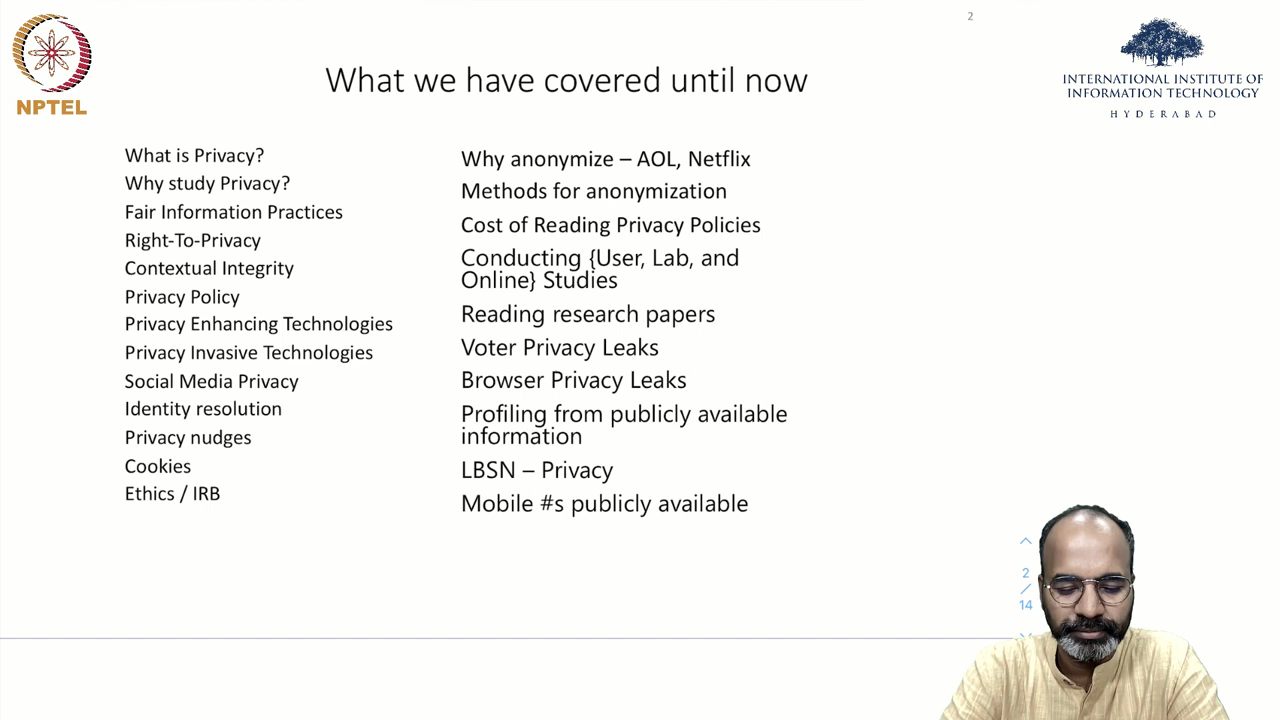 2
NPTEL
INTERNATIONAL INSTITUTE OF
INFORMATION TECHNOLOGY
HYDERABAD
What we have covered until now
What is Privacy?
Why study Privacy?
Fair Information Practices
Right-To-Privacy
Contextual Integrity
Privacy Policy
Privacy Enhancing Technologies
Privacy Invasive Technologies
Social Media Privacy
Identity resolution
Privacy nudges
Cookies
Ethics / IRB
Why anonymize – AOL, Netflix
Methods for anonymization
Cost of Reading Privacy Policies
Conducting {User, Lab, and
Online} Studies
Reading research papers
Voter Privacy Leaks
Browser Privacy Leaks
Profiling from publicly available
information
LBSN – Privacy
Mobile #s publicly available
2
/
14